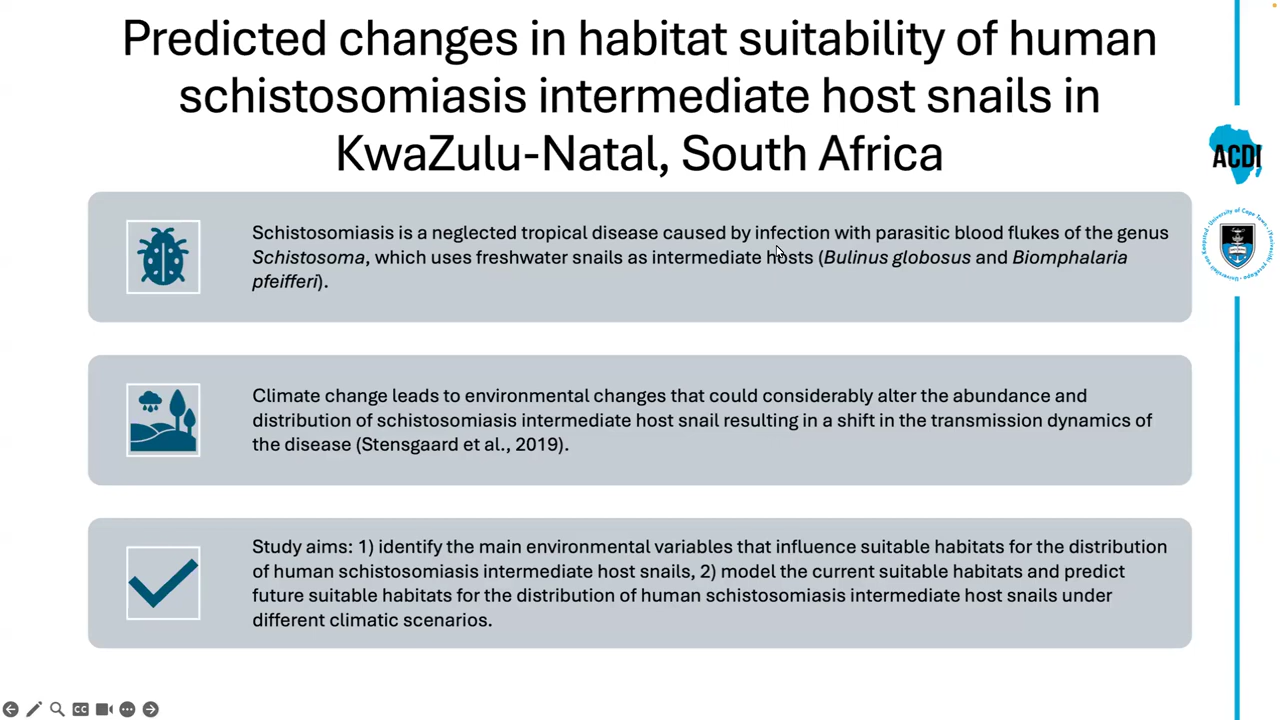 Predicted changes in habitat suitability of human
schistosomiasis intermediate host snails in
KwaZulu-Natal, South Africa
Schistosomiasis is a neglected tropical disease caused by infection with parasitic blood flukes of the genus
Schistosoma, which uses freshwater snails as intermediate hosts (Bulinus globosus and Biomphalaria
pfeifferi).
Climate change leads to environmental changes that could considerably alter the abundance and
distribution of schistosomiasis intermediate host snail resulting in a shift in the transmission dynamics of
the disease (Stensgaard et al., 2019).
Study aims: 1) identify the main environmental variables that influence suitable habitats for the distribution
of human schistosomiasis intermediate host snails, 2) model the current suitable habitats and predict
future suitable habitats for the distribution of human schistosomiasis intermediate host snails under
different climatic scenarios.
ACDI
University of Cape Town
CC